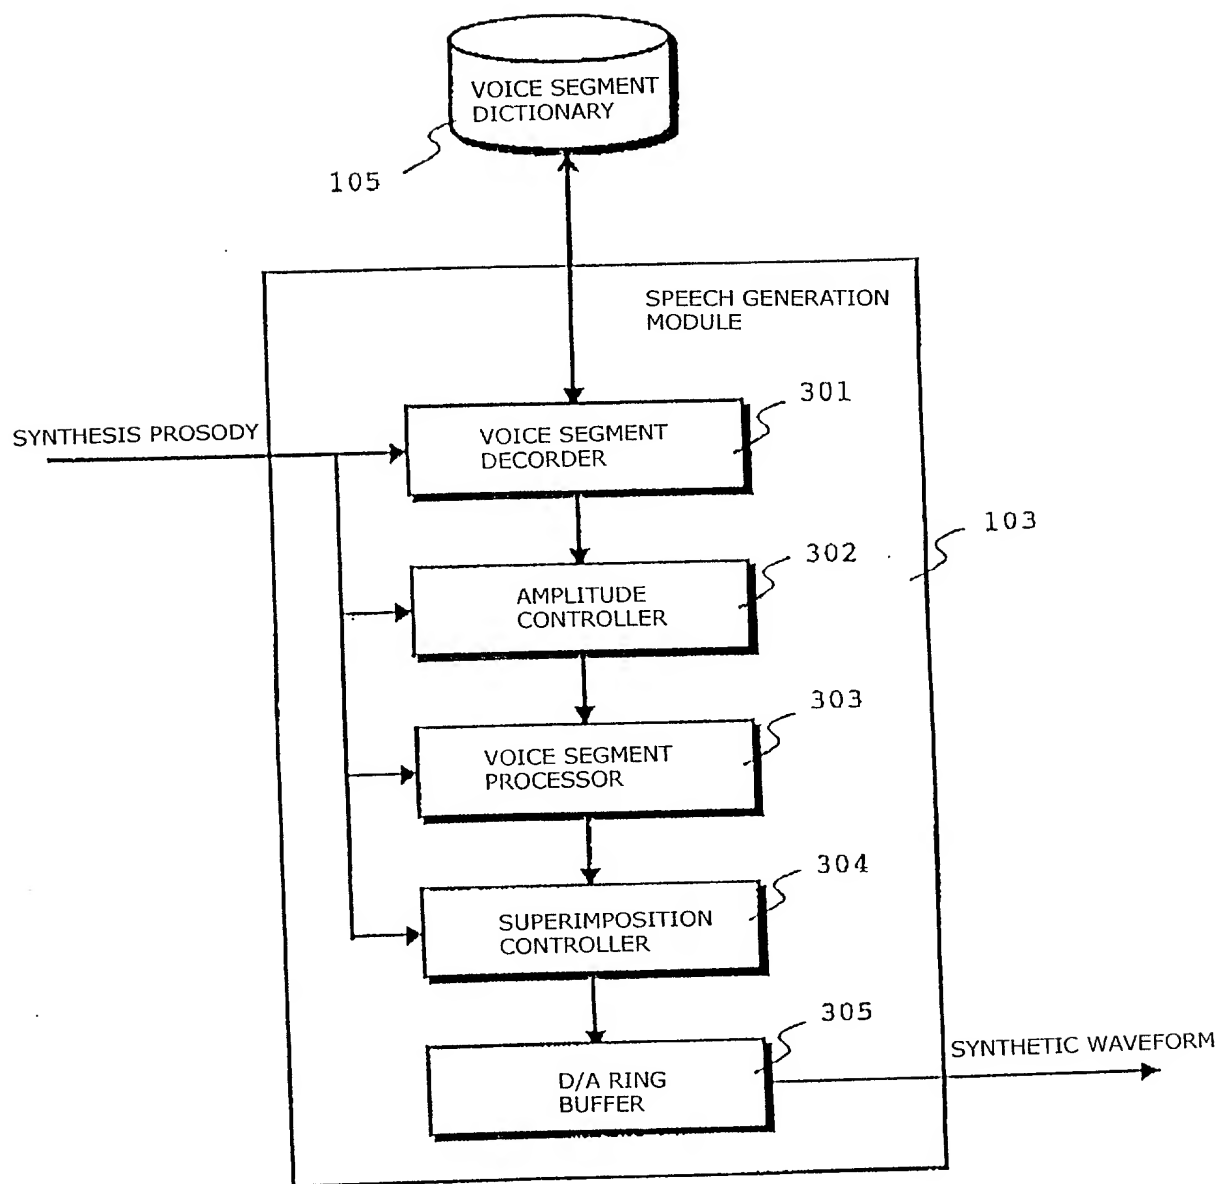 VOICE SEGMENT
DICTIONARY
105
SPEECH GENERATION
MODULE
301
SYNTHESIS PROSODY
VOICE SEGMENT
DECORDER
103
302
AMPLITUDE
CONTROLLER
303
VOICE SEGMENT
PROCESSOR
304
SUPERIMPOSITION
CONTROLLER
305
SYNTHETIC WAVEFORM
D/A RING
BUFFER